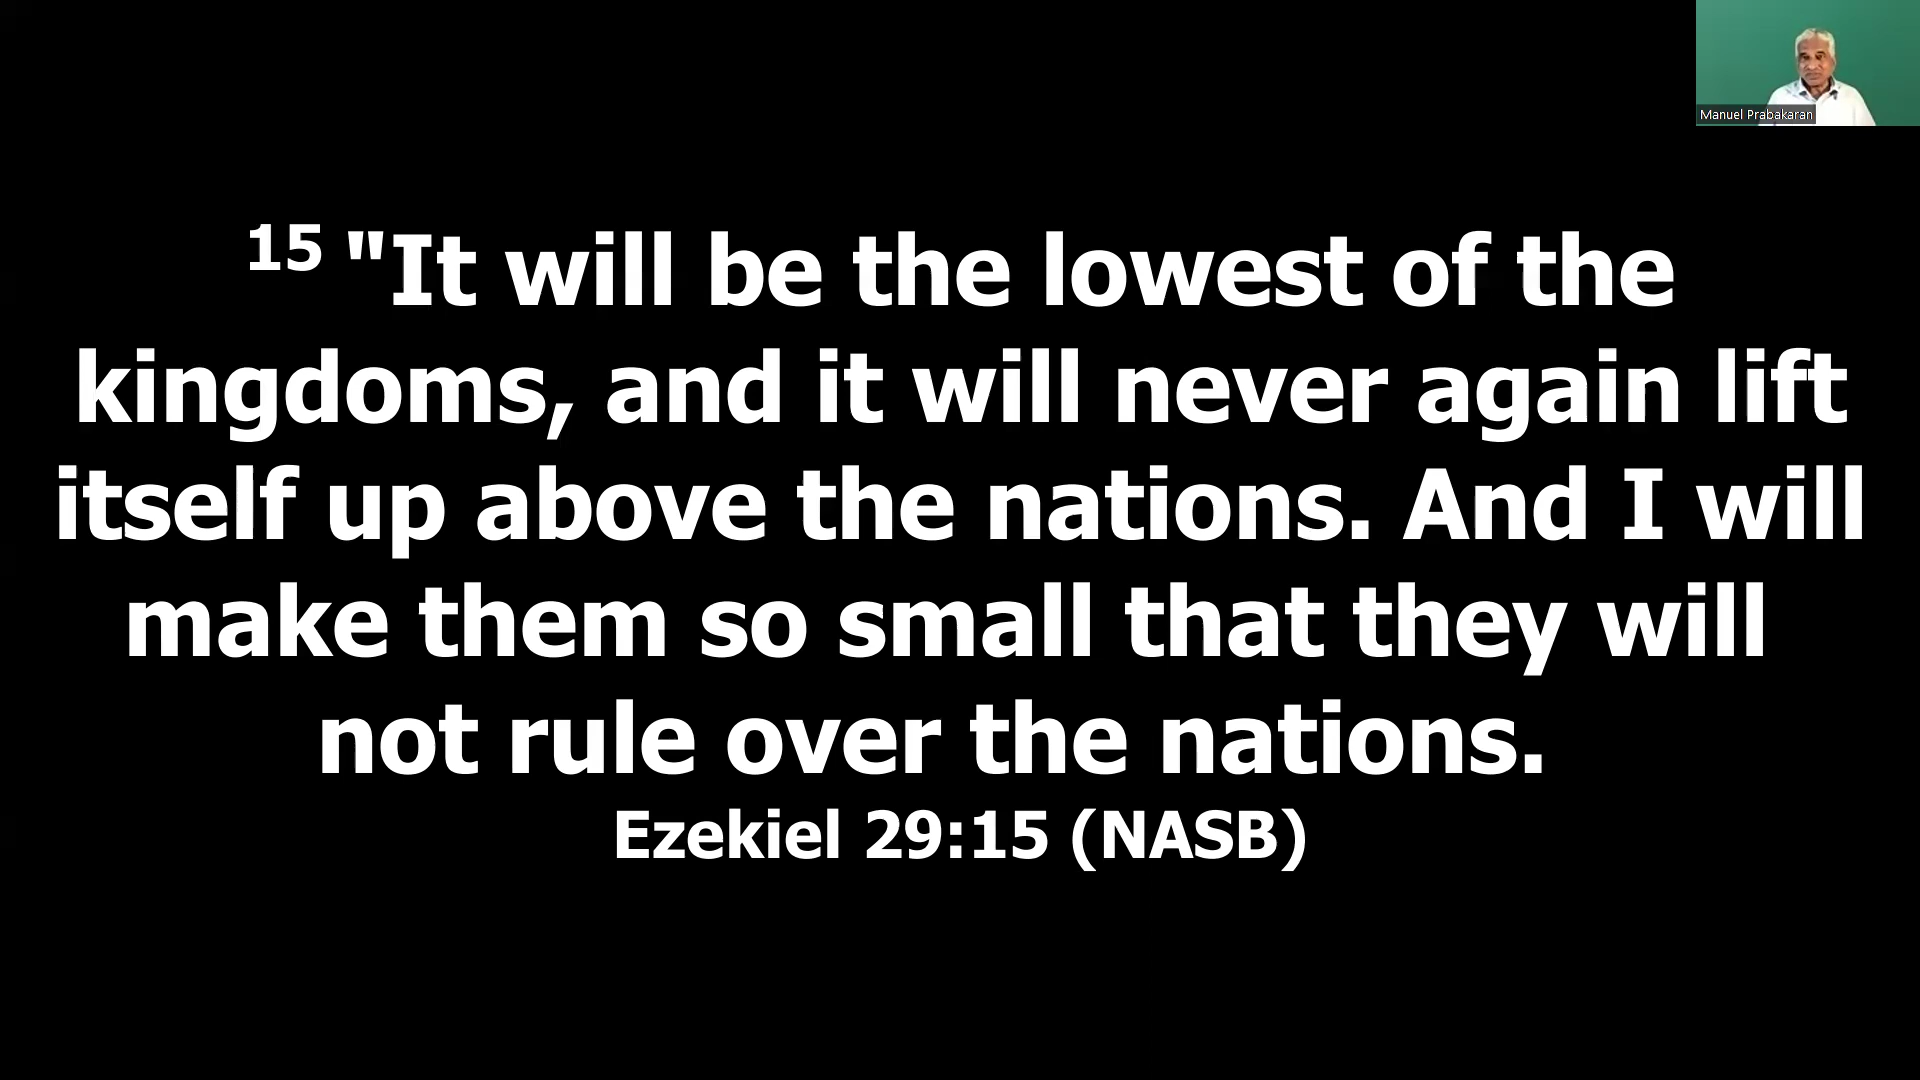 Manuel Prabakaran
15 "It will be the lowest of the
kingdoms, and it will never again lift
itself up above the nations. And I will
make them so small that they will
not rule over the nations.
Ezekiel 29:15 (NASB)